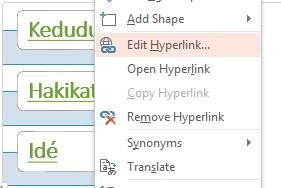 Add Shape
Kedudu
Edit Hyperlink...
Open Hyperlink
Hakikat
Copy Hyperlink
Remove Hyperlink
Idé
Synonyms
Translate